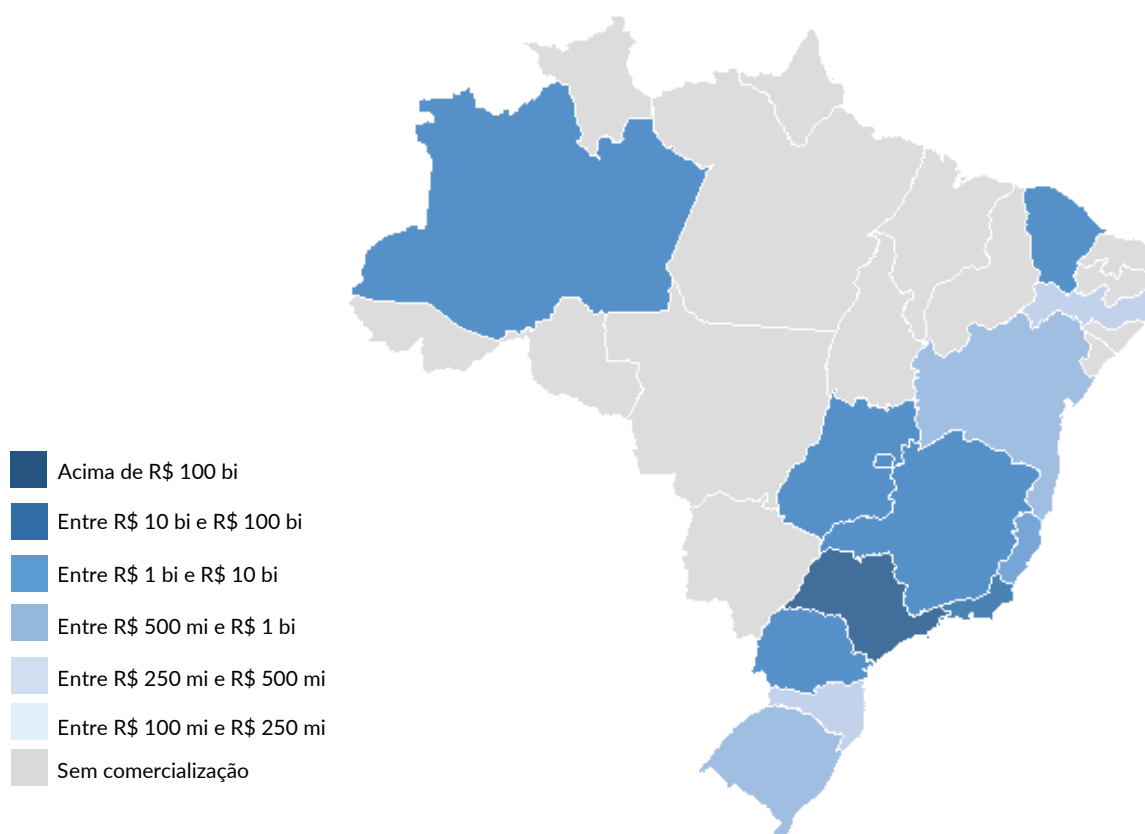 Acima de R$ 100 bi
Entre R$ 10 bi e R$ 100 bi
Entre R$ 1 bi e R$ 10 bi
Entre R$ 500 mi e R$ 1 bi
Entre R$ 250 mi e R$ 500 mi
Entre R$ 100 mi e R$ 250 mi
Sem comercialização